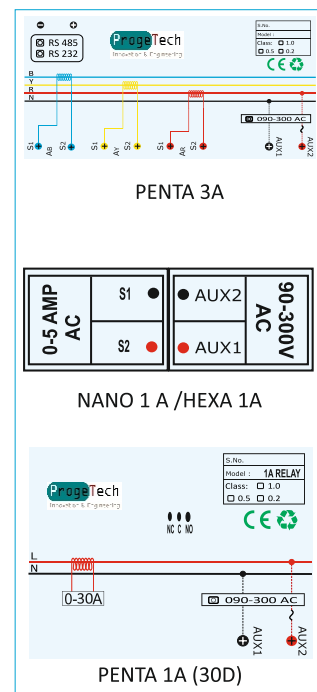 RS 485
RS 232
ProgeTech
Innovation & Engineering
S.No.
Model :
Class: 1.0
0.5 0.2
CE
B
Y
R
N
090-300 AC
S1 AB S2
S1 AY S2
S1 AR S2
AUX1
AUX2
PENTA 3A
0-5 AMP
AC
S1
S2
AUX2
AUX1
90-300V
AC
NANO 1 A /HEXA 1A
ProgeTech
Innovation & Engineering
S.No.
Model : 1A RELAY
Class: 1.0
0.5 0.2
CE
NC C NO
L
N
0-30A
090-300 AC
AUX1
AUX2
PENTA 1A (30D)